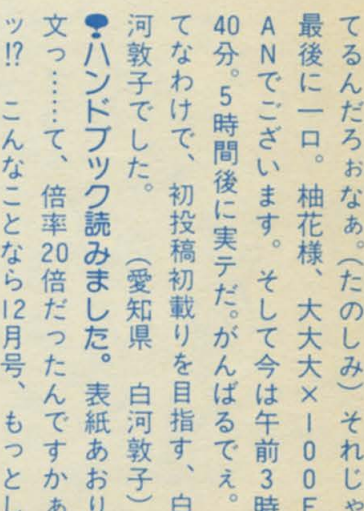 てるんだろぉなぁ。(たのしみ)それじゃ
最後に一口。柚花様、大大大×100F
ANでございます。そして今は午前3時
40分。5時間後に実テだ。がんばるでぇ。
てなわけで、初投稿初載りを目指す、白
河敦子でした。(愛知県 白河敦子)
●ハンドブック読みました。表紙あおり
文っ……て、倍率20倍だったんですかぁ
ッ!? こんなことなら12月号、もっとし